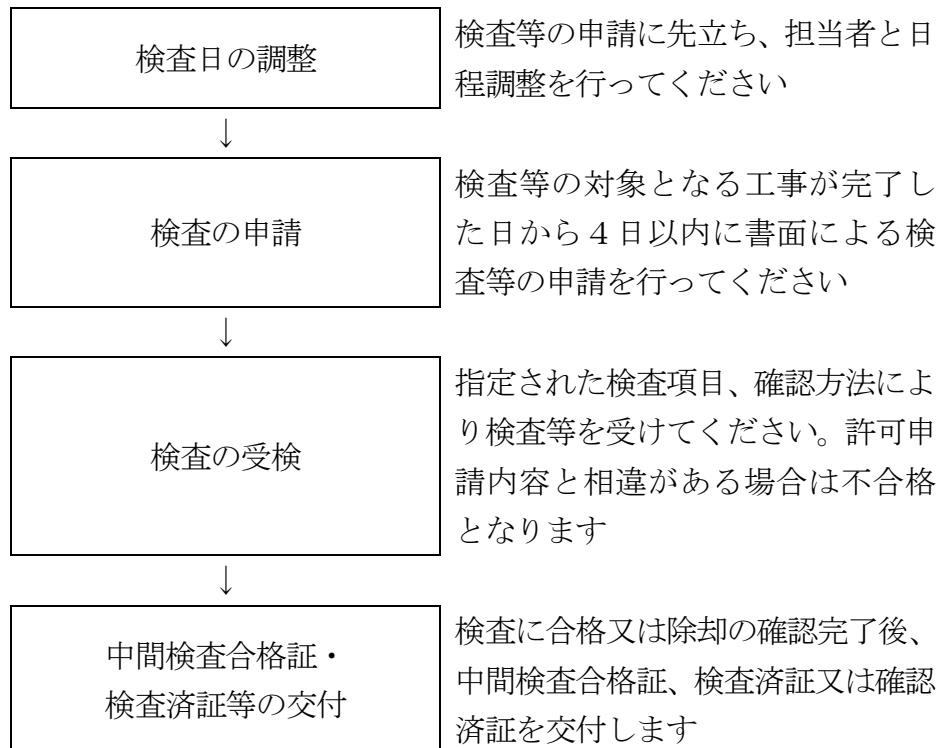 検査日の調整
検査等の申請に先立ち、担当者と日
程調整を行ってください
↓
検査の申請
検査等の対象となる工事が完了し
た日から４日以内に書面による検
査等の申請を行ってください
↓
検査の受検
指定された検査項目、確認方法によ
り検査等を受けてください。許可申
請内容と相違がある場合は不合格
となります
↓
中間検査合格証・
検査済証等の交付
検査に合格又は除却の確認完了後、
中間検査合格証、検査済証又は確認
済証を交付します